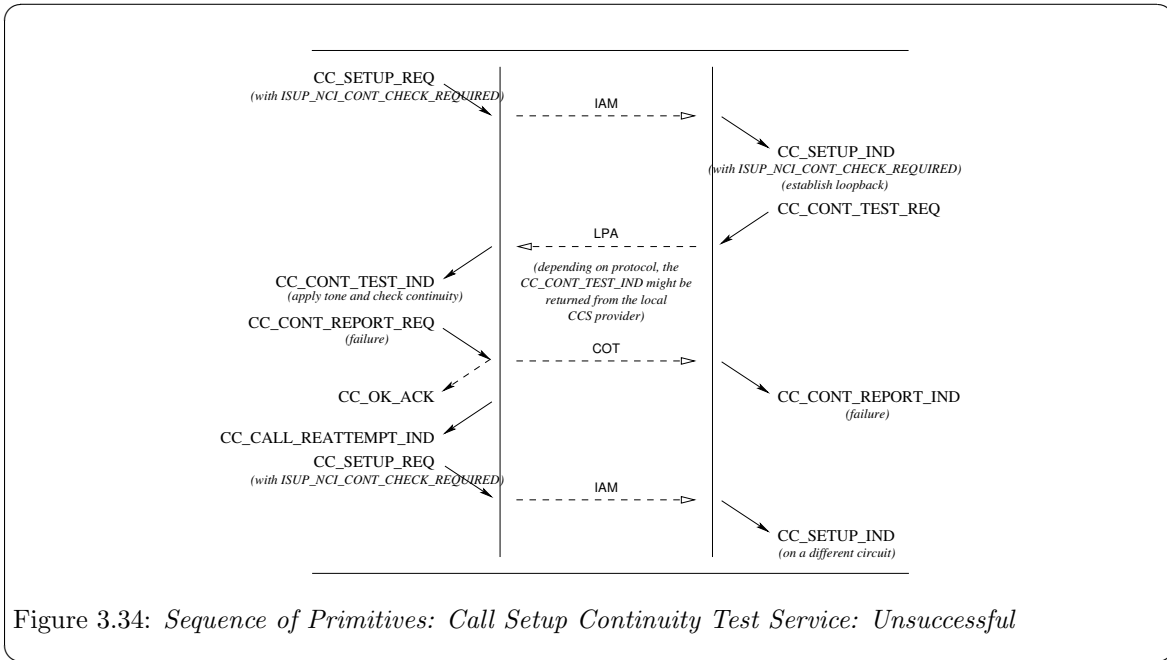 CC_SETUP_REQ
(with ISUP_NCI_CONT_CHECK_REQUIRED)
IAM
CC_SETUP_IND
(with ISUP_NCI_CONT_CHECK_REQUIRED)
(establish loopback)
CC_CONT_TEST_REQ
LPA
CC_CONT_TEST_IND
(apply tone and check continuity)
(depending on protocol, the
CC_CONT_TEST_IND might be
returned from the local
CCS provider)
CC_CONT_REPORT_REQ
(failure)
COT
CC_OK_ACK
CC_CONT_REPORT_IND
(failure)
CC_CALL_REATTEMPT_IND
CC_SETUP_REQ
(with ISUP_NCI_CONT_CHECK_REQUIRED)
IAM
CC_SETUP_IND
(on a different circuit)
Figure 3.34: Sequence of Primitives: Call Setup Continuity Test Service: Unsuccessful